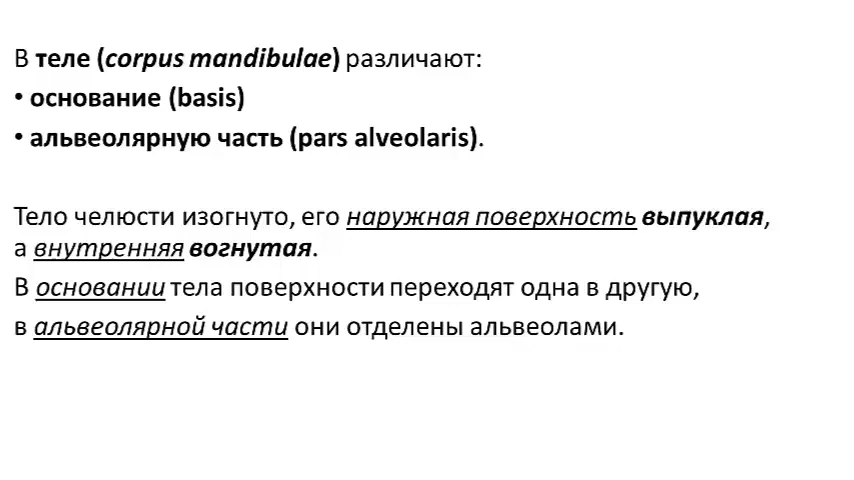 В теле (corpus mandibulae) различают:
• основание (basis)
• альвеолярную часть (pars alveolaris).
Тело челюсти изогнуто, его наружная поверхность выпуклая,
а внутренняя вогнутая.
В основании тела поверхности переходят одна в другую,
в альвеолярной части они отделены альвеолами.